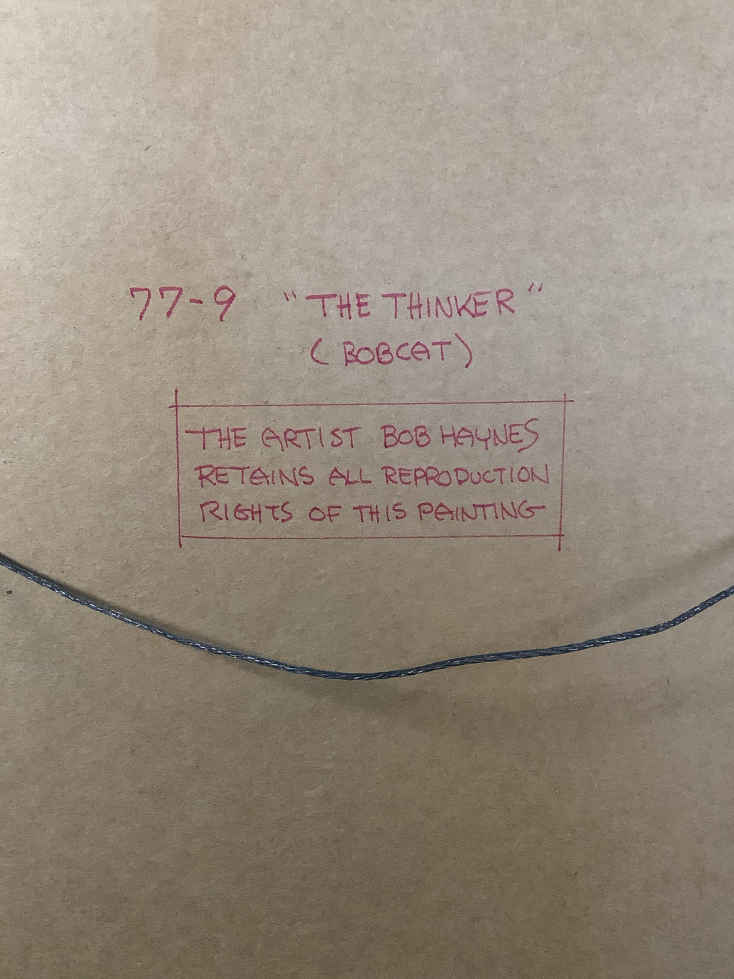 77-9 "THE THINKER"
(BOBCAT)
THE ARTIST BOB HAYNES
RETAINS ALL REPRODUCTION
RIGHTS OF THIS PAINTING